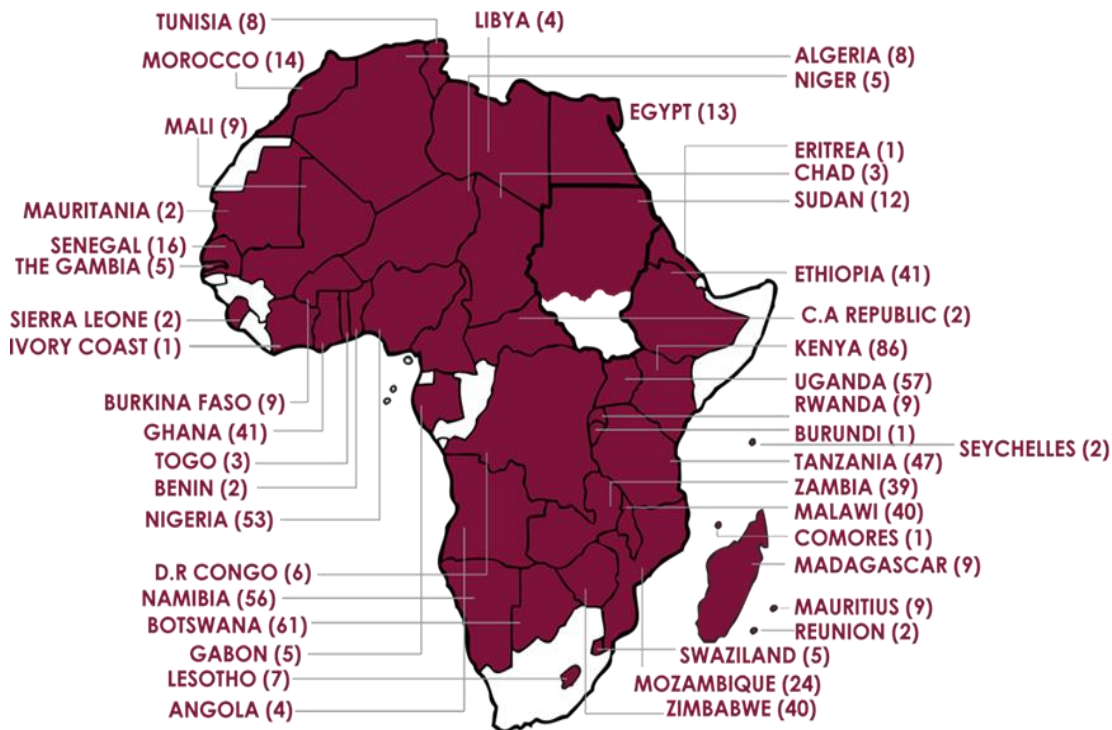 TUNISIA (8)
LIBYA (4)
MOROCCO (14)
ALGERIA (8)
NIGER (5)
EGYPT (13)
MALI (9)
ERITREA (1)
CHAD (3)
SUDAN (12)
MAURITANIA (2)
SENEGAL (16)
THE GAMBIA (5)
ETHIOPIA (41)
SIERRA LEONE (2)
C.A REPUBLIC (2)
IVORY COAST (1)
KENYA (86)
UGANDA (57)
BURKINA FASO (9)
RWANDA (9)
GHANA (41)
BURUNDI (1)
SEYCHELLES (2)
TOGO (3)
TANZANIA (47)
BENIN (2)
ZAMBIA (39)
NIGERIA (53)
MALAWI (40)
COMORES (1)
D.R CONGO (6)
MADAGASCAR (9)
NAMIBIA (56)
MAURITIUS (9)
BOTSWANA (61)
REUNION (2)
GABON (5)
SWAZILAND (5)
LESOTHO (7)
MOZAMBIQUE (24)
ANGOLA (4)
ZIMBABWE (40)